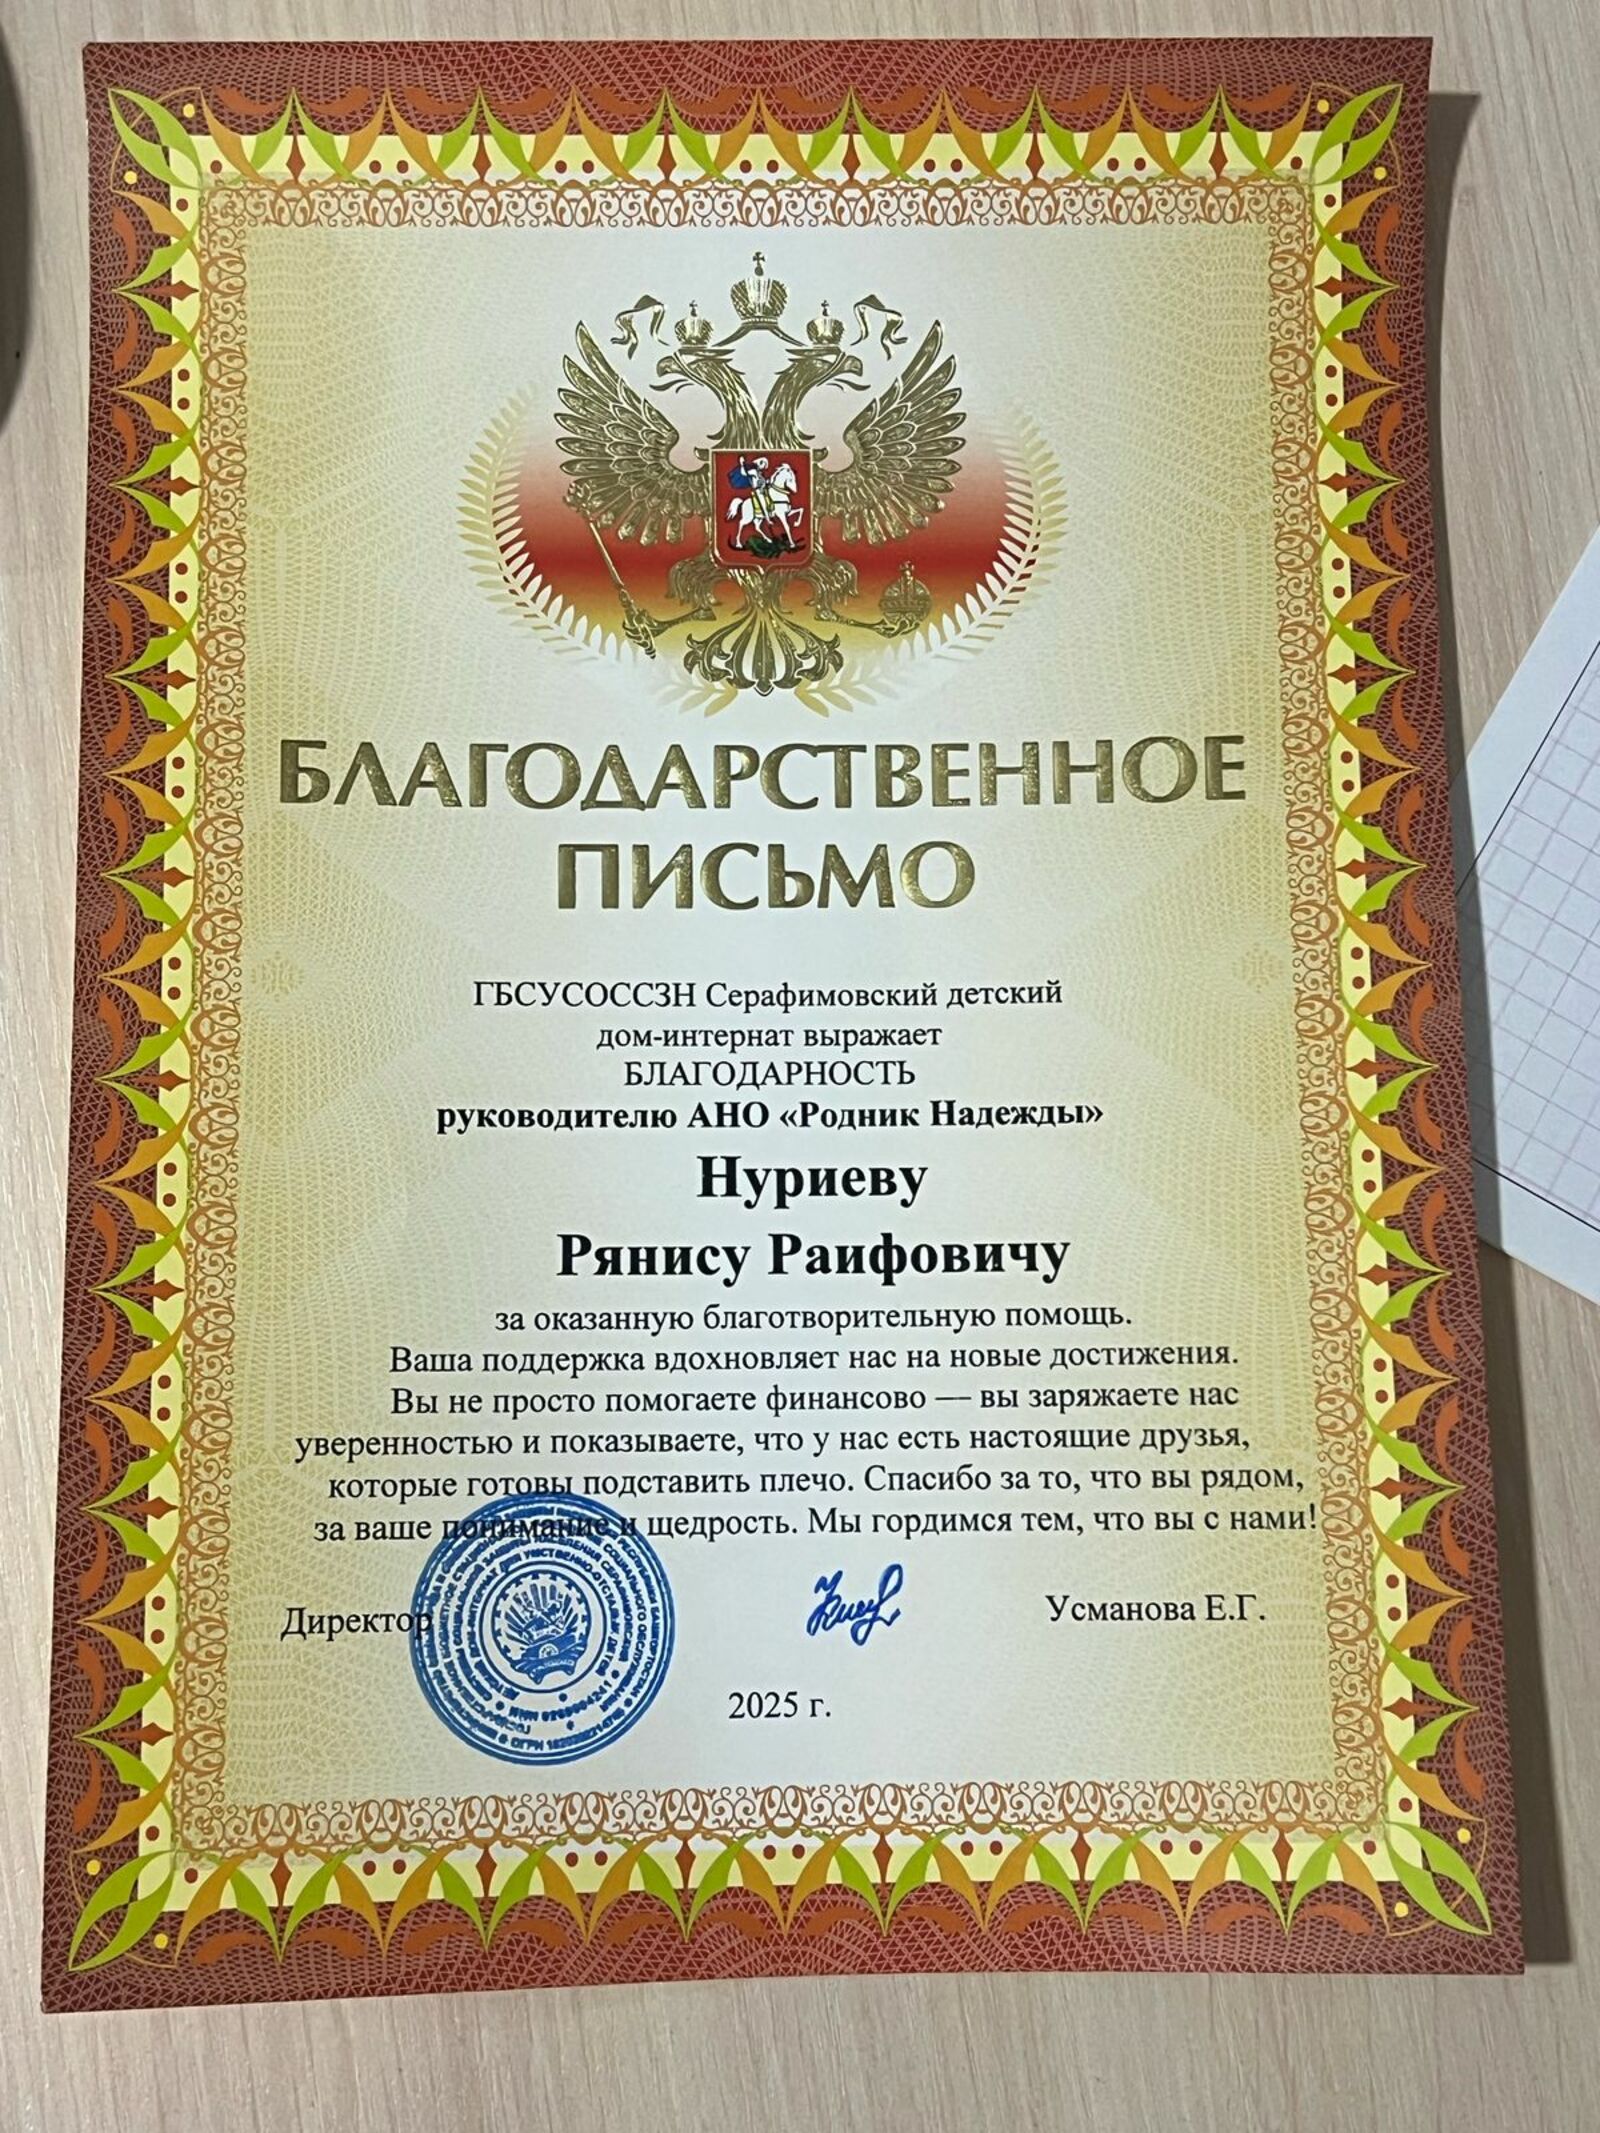 БЛАГОДАРСТВЕННОЕ
ПИСЬМО
ГБСУСОССЗН Серафимовский детский
дом-интернат выражает
БЛАГОДАРНОСТЬ
руководителю АНО «Родник Надежды»
Нуриеву
Рянису Раифовичу
за оказанную благотворительную помощь.
Ваша поддержка вдохновляет нас на новые достижения.
Вы не просто помогаете финансово — вы заряжаете нас
уверенностью и показываете, что у нас есть настоящие друзья,
которые готовы подставить плечо. Спасибо за то, что вы рядом,
за ваше понимание и щедрость. Мы гордимся тем, что вы с нами!
Директор Усманова Е.Г.
2025 г.